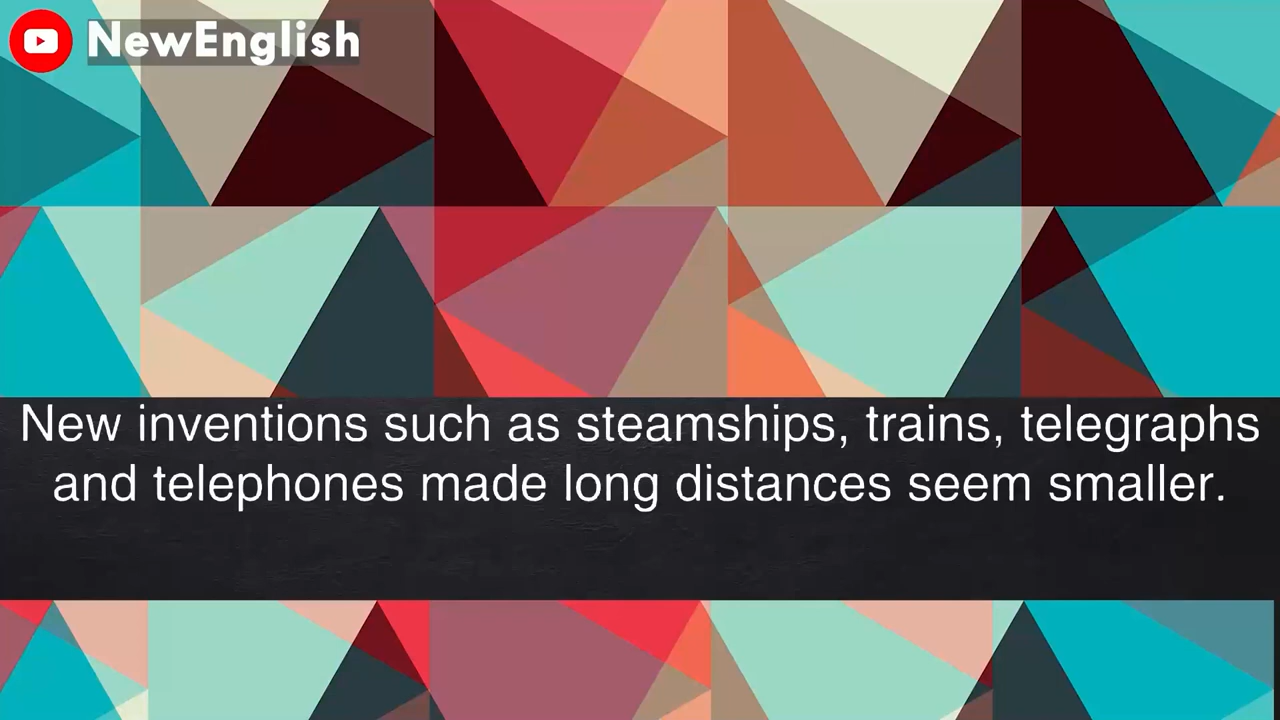 NewEnglish
New inventions such as steamships, trains, telegraphs
and telephones made long distances seem smaller.